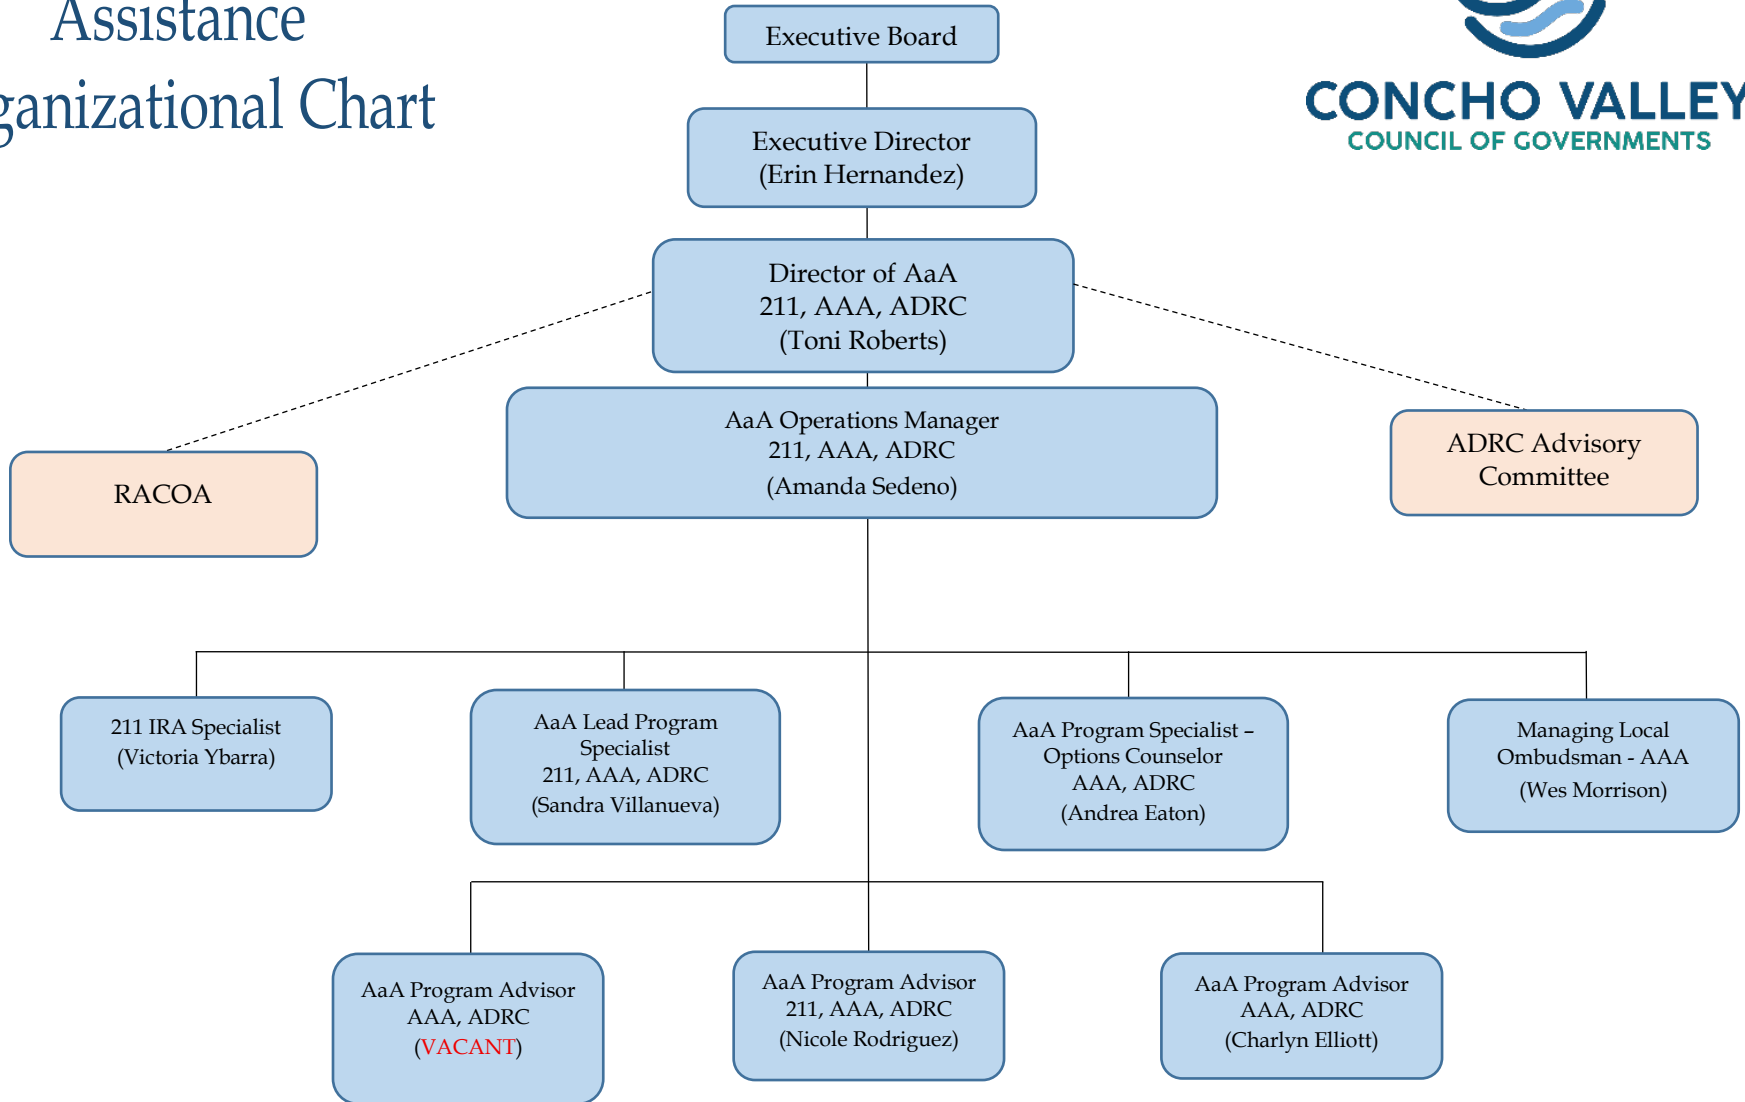 Assistance
ganizational Chart
Executive Board
CONCHO VALLEY
COUNCIL OF GOVERNMENTS
Executive Director
(Erin Hernandez)
Director of AaA
211, AAA, ADRC
(Toni Roberts)
AaA Operations Manager
211, AAA, ADRC
(Amanda Sedeno)
RACOA
ADRC Advisory
Committee
211 IRA Specialist
(Victoria Ybarra)
AaA Lead Program
Specialist
211, AAA, ADRC
(Sandra Villanueva)
AaA Program Specialist –
Options Counselor
AAA, ADRC
(Andrea Eaton)
Managing Local
Ombudsman - AAA
(Wes Morrison)
AaA Program Advisor
AAA, ADRC
(VACANT)
AaA Program Advisor
211, AAA, ADRC
(Nicole Rodriguez)
AaA Program Advisor
AAA, ADRC
(Charlyn Elliott)